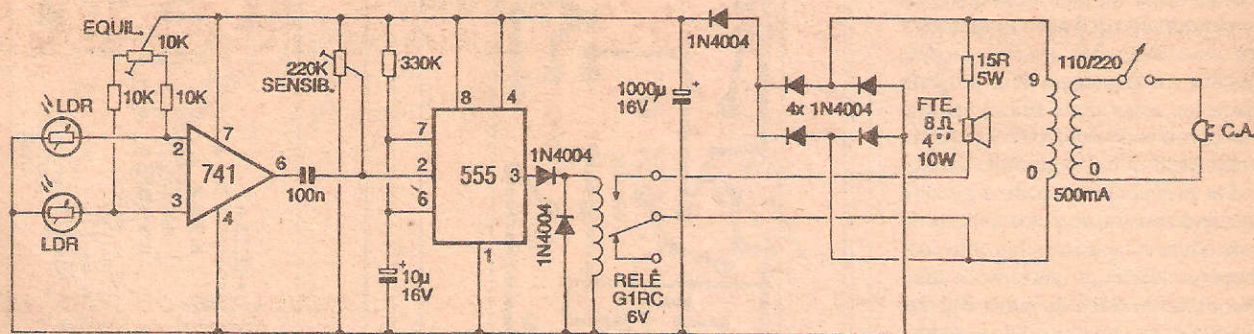 EQUIL.
10K
10K
10K
LDR
LDR
2
3
7
4
6
741
100n
220K
SENSIB.
330K
7
2
6
8
4
555
3
1
10µ
16V
+
1N4004
1N4004
RELÊ
G1RC
6V
1000µ
16V
+
1N4004
4x 1N4004
15R
5W
FTE.
8Ω
4''
10W
9
0
110/220
0
500mA
C.A.